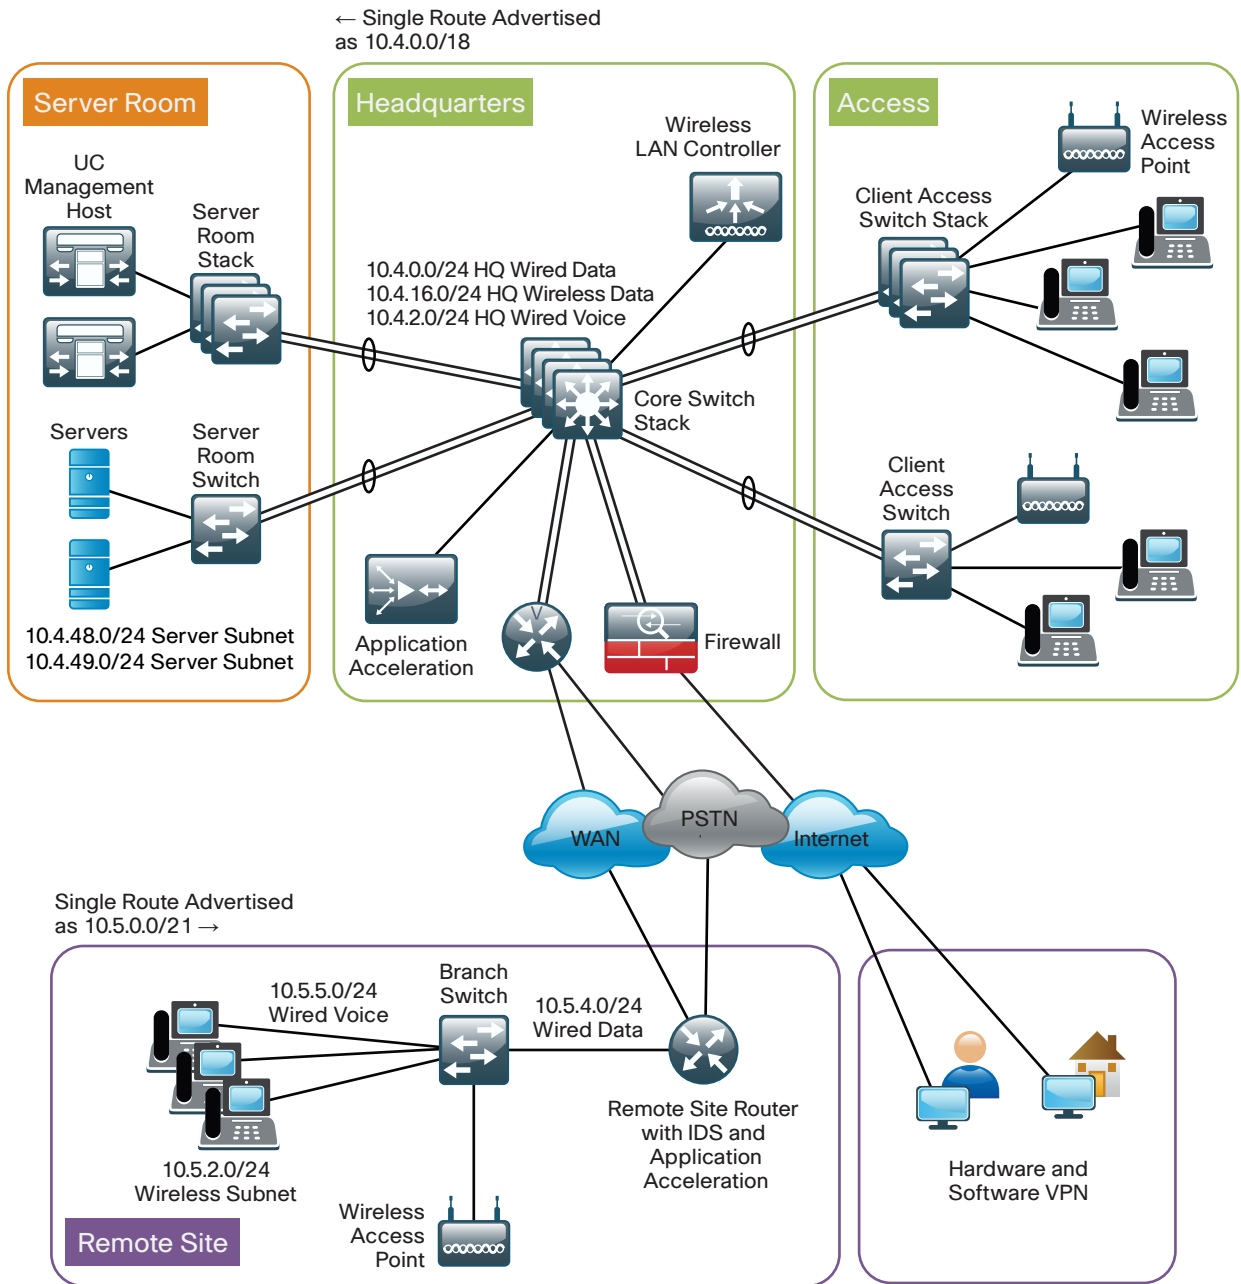 ← Single Route Advertised
as 10.4.0.0/18
Server Room
UC
Management
Host
Server
Room
Stack
Servers
Server
Room
Switch
10.4.48.0/24 Server Subnet
10.4.49.0/24 Server Subnet
Headquarters
Wireless
LAN Controller
10.4.0.0/24 HQ Wired Data
10.4.16.0/24 HQ Wireless Data
10.4.2.0/24 HQ Wired Voice
Core Switch
Stack
Application
Acceleration
V
Firewall
Access
Wireless
Access
Point
Client Access
Switch Stack
Client
Access
Switch
WAN
PSTN
Internet
Single Route Advertised
as 10.5.0.0/21 →
10.5.5.0/24
Wired Voice
Branch
Switch
10.5.4.0/24
Wired Data
10.5.2.0/24
Wireless Subnet
Wireless
Access
Point
Remote Site Router
with IDS and
Application
Acceleration
Remote Site
Hardware and
Software VPN